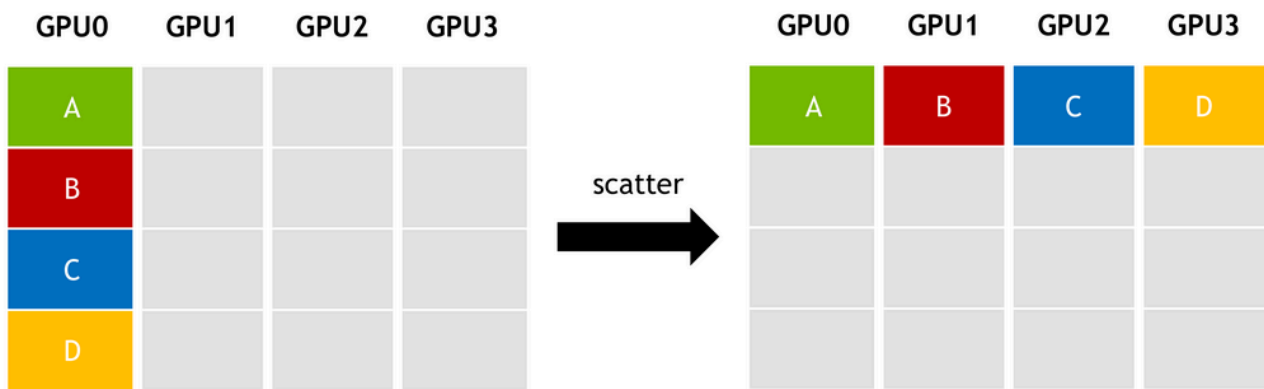 GPU0 GPU1 GPU2 GPU3
A
B
C
D
scatter
GPU0 GPU1 GPU2 GPU3
A B C D